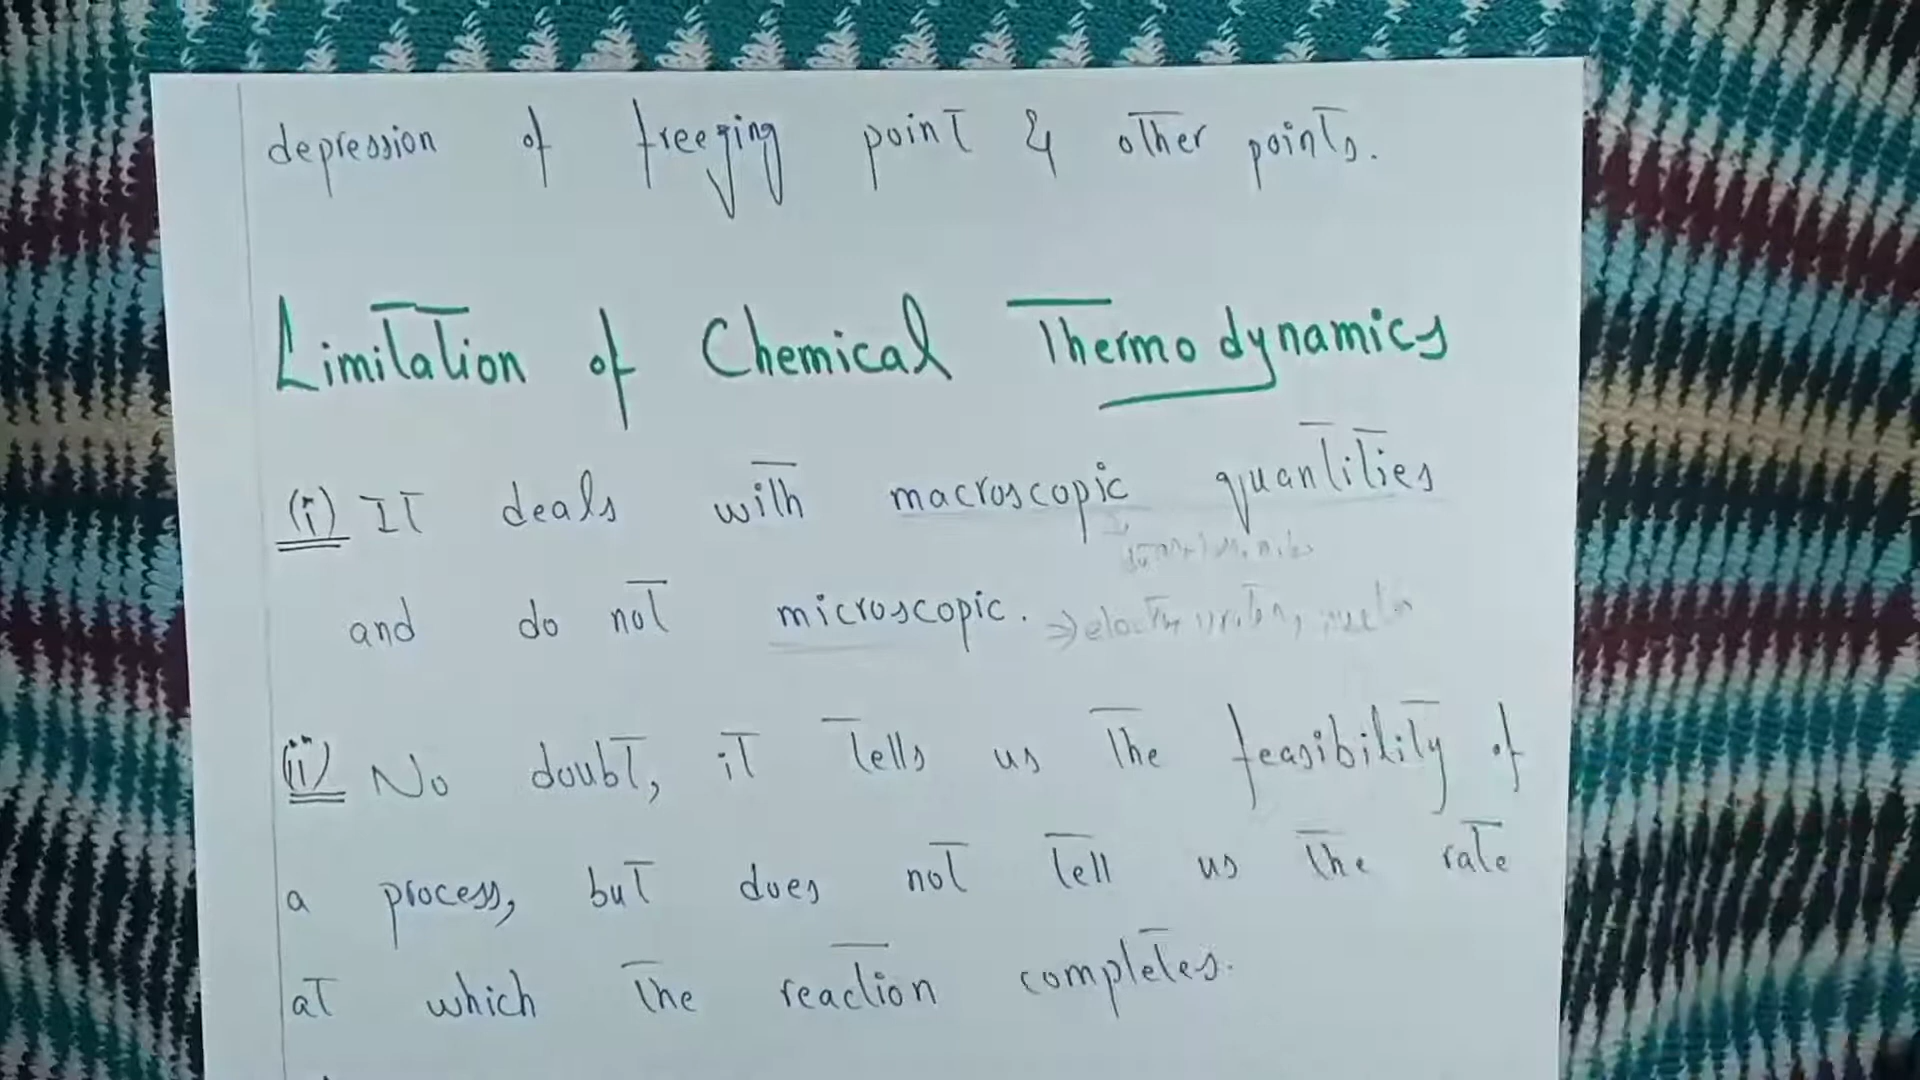 depression of freezing point & other points.
Limitation of Chemical Thermodynamics
(i) It deals with macroscopic quantities
and do not microscopic.
(ii) No doubt, it tells us the feasibility of
a process, but does not tell us the rate
at which the reaction completes.